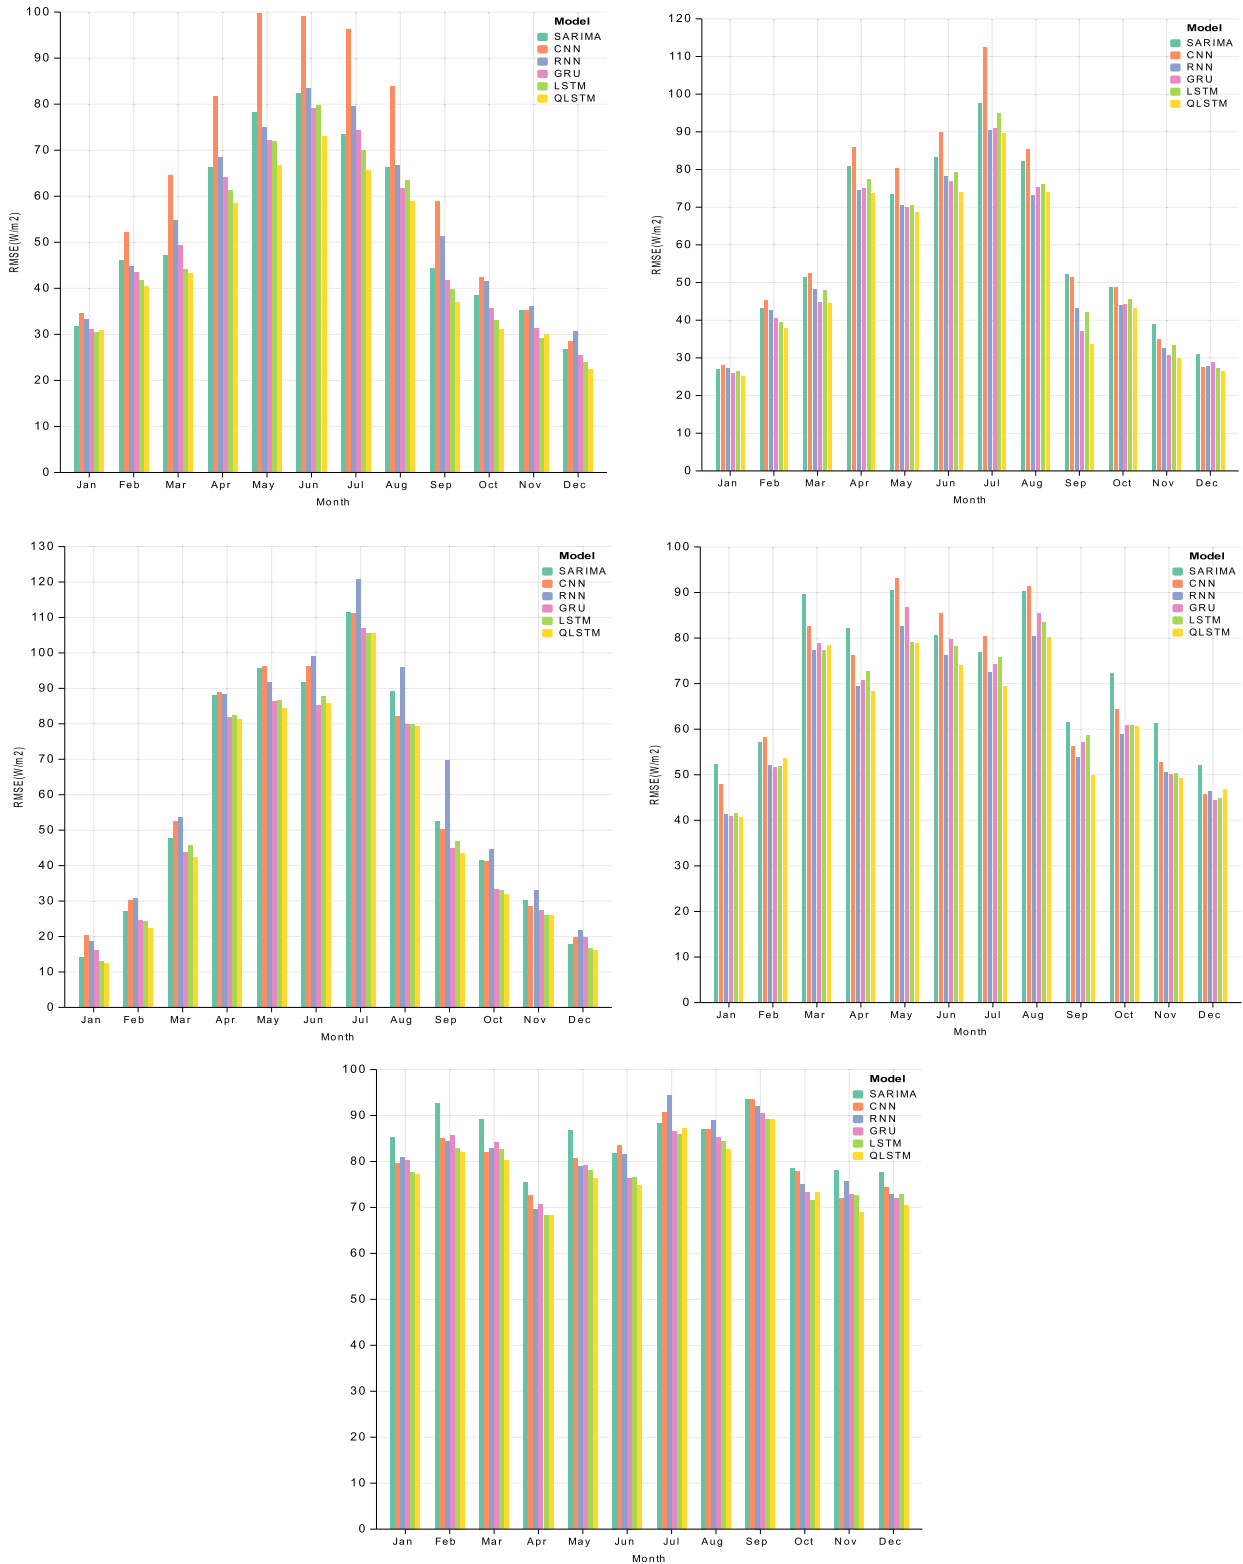 100
90
80
70
60
50
40
30
20
10
0
RMSE(W/m2)
Jan Feb Mar Apr May Jun Jul Aug Sep Oct Nov Dec
Month
Model
SARIMA
CNN
RNN
GRU
LSTM
QLSTM
120
110
100
90
80
70
60
50
40
30
20
10
0
RMSE(W/m2)
Jan Feb Mar Apr May Jun Jul Aug Sep Oct Nov Dec
Month
Model
SARIMA
CNN
RNN
GRU
LSTM
QLSTM
130
120
110
100
90
80
70
60
50
40
30
20
10
0
RMSE(W/m2)
Jan Feb Mar Apr May Jun Jul Aug Sep Oct Nov Dec
Month
Model
SARIMA
CNN
RNN
GRU
LSTM
QLSTM
100
90
80
70
60
50
40
30
20
10
0
RMSE(W/m2)
Jan Feb Mar Apr May Jun Jul Aug Sep Oct Nov Dec
Month
Model
SARIMA
CNN
RNN
GRU
LSTM
QLSTM
100
90
80
70
60
50
40
30
20
10
0
Jan Feb Mar Apr May Jun Jul Aug Sep Oct Nov Dec
Month
Model
SARIMA
CNN
RNN
GRU
LSTM
QLSTM